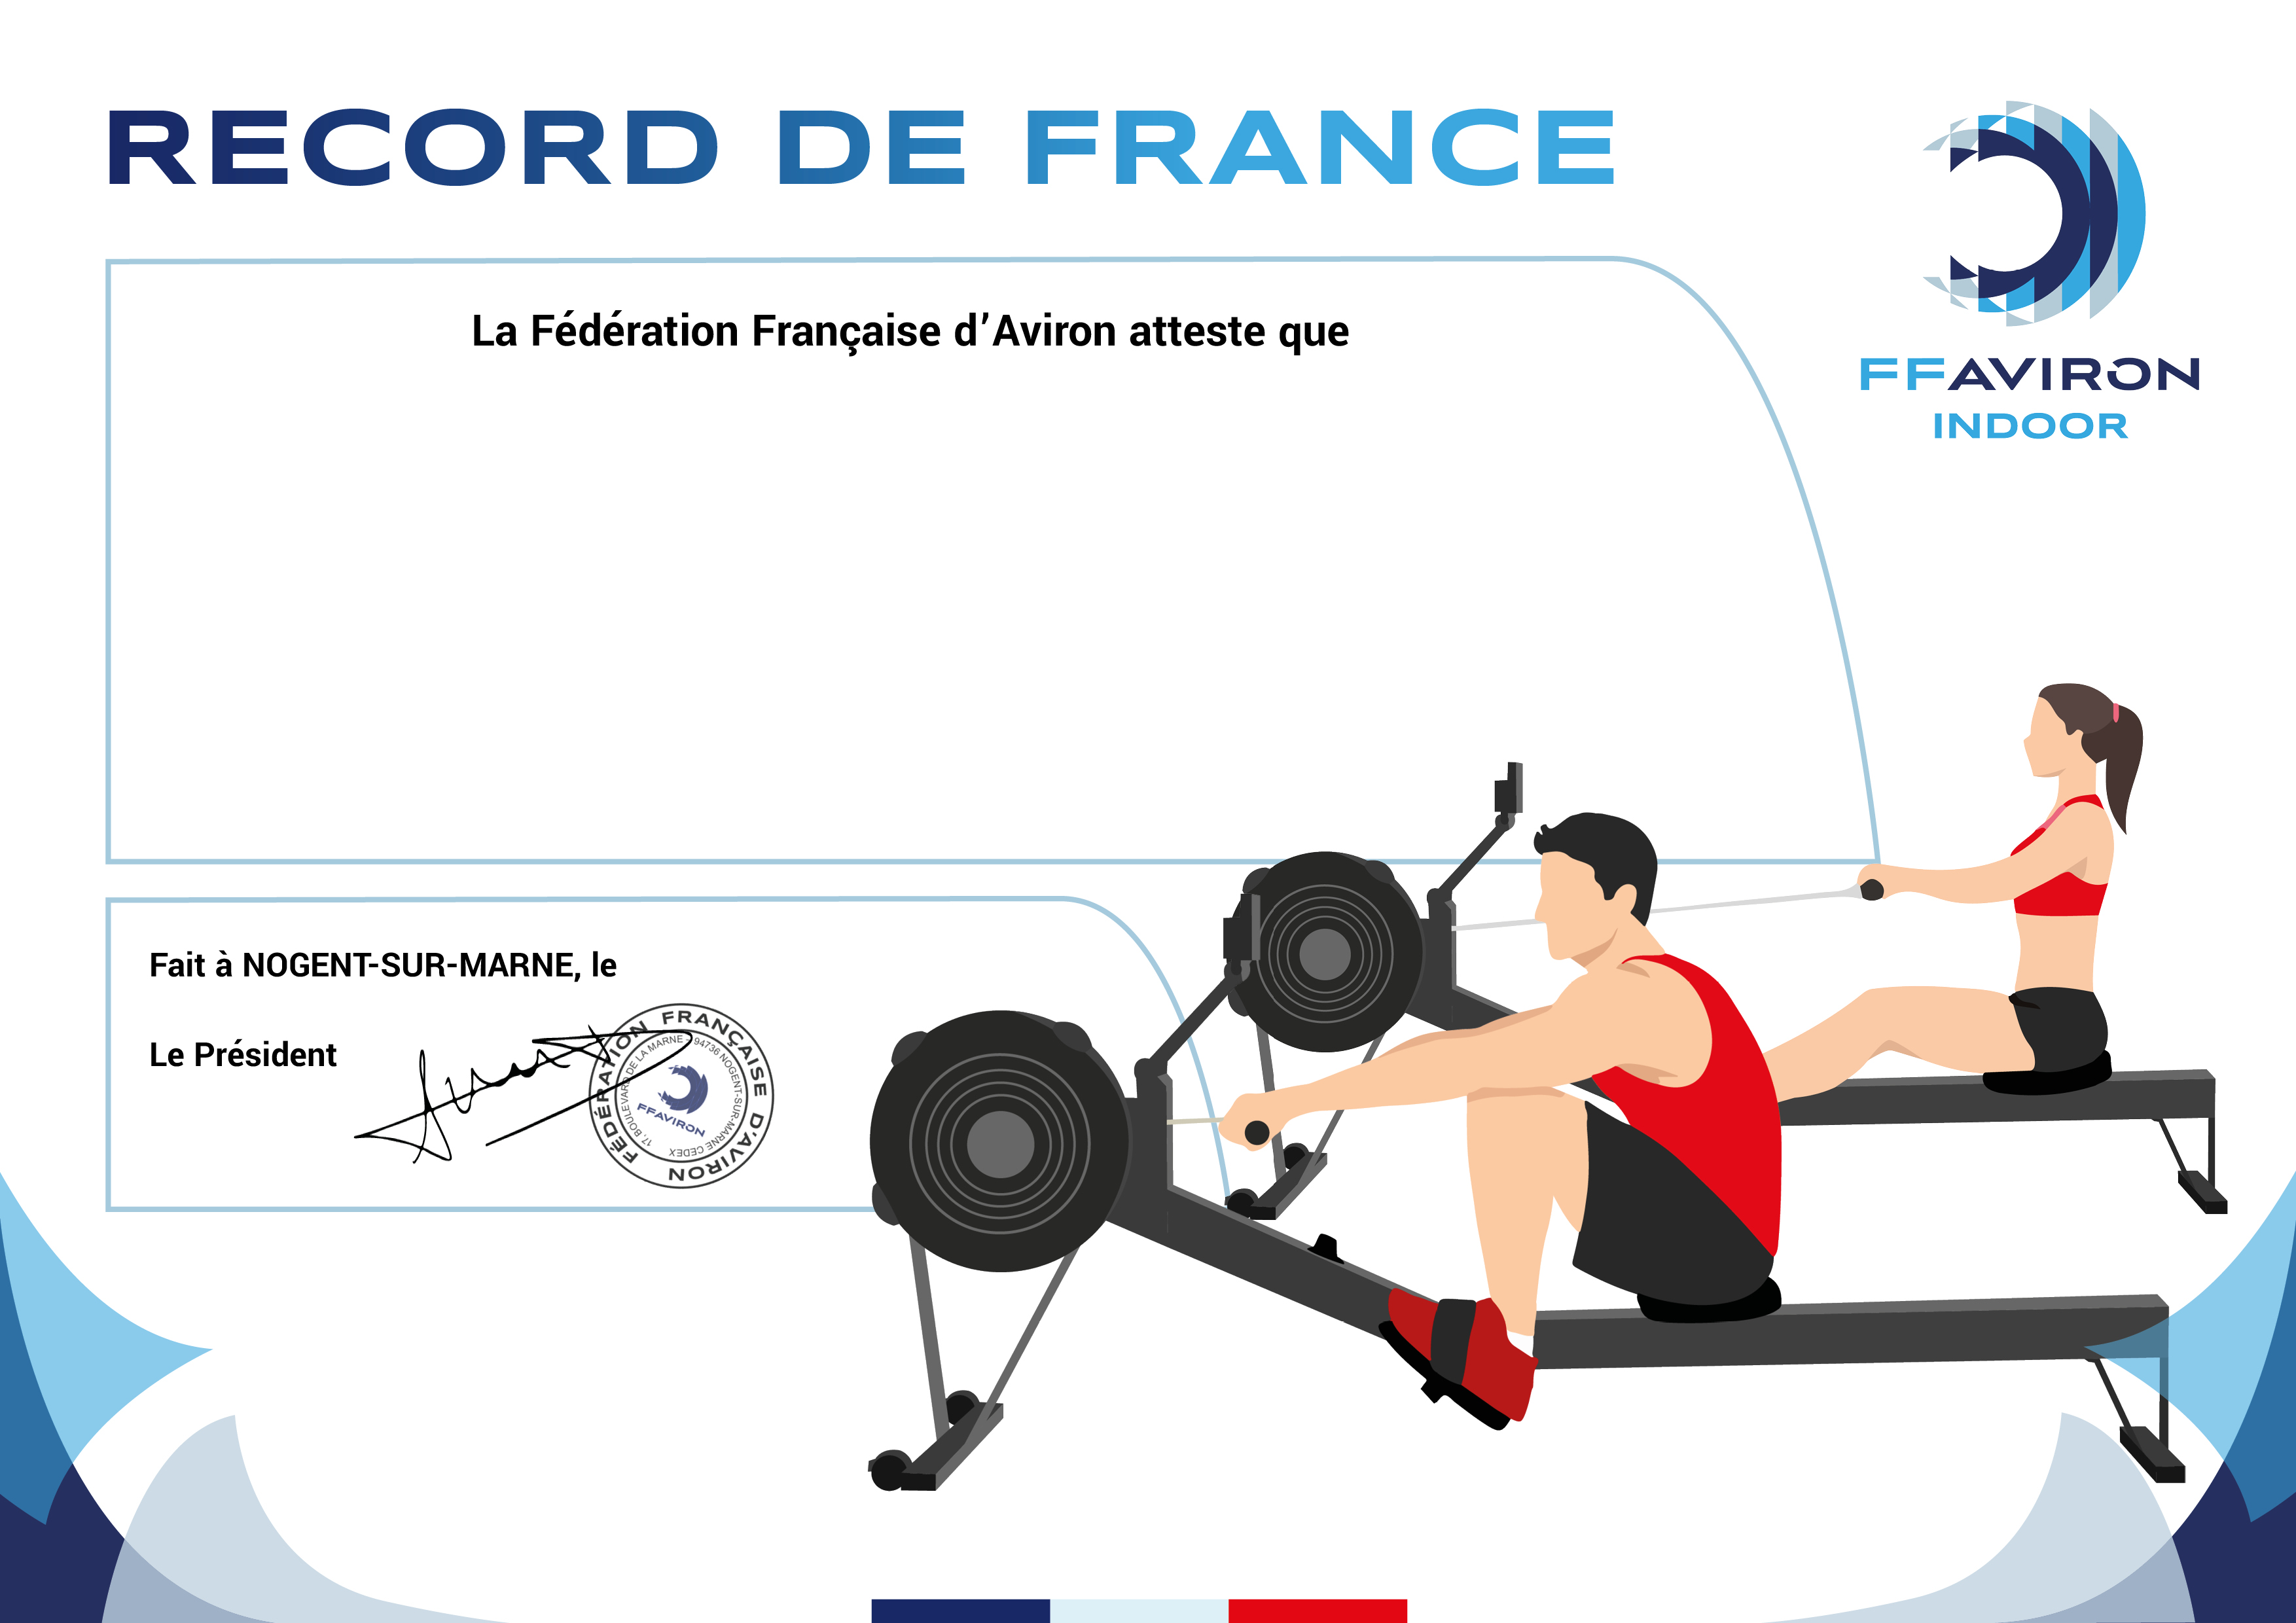 RECORD DE FRANCE
FFAVIRON
INDOOR
La Fédération Française d’Aviron atteste que
Fait à NOGENT-SUR-MARNE, le
Le Président
FÉDÉRATION FRANÇAISE D'AVIRON
17, BOULEVARD DE LA MARNE - 94736 NOGENT-SUR-MARNE CEDEX
FFAVIRON